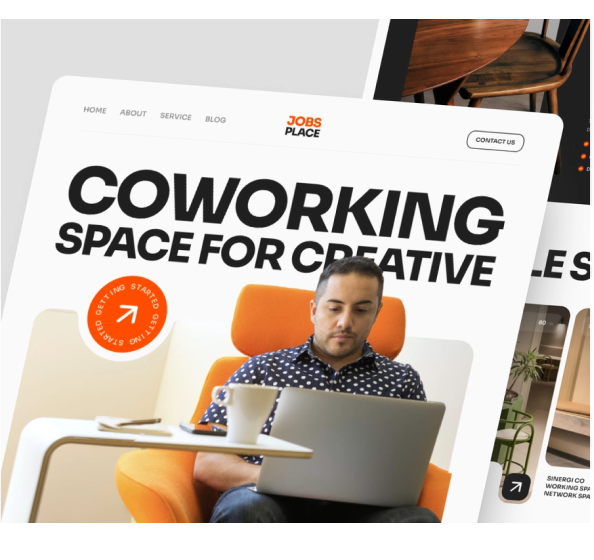 HOME ABOUT SERVICE BLOG
JOBS
PLACE
CONTACT US
COWORKING
SPACE FOR CREATIVE
GETTING STARTED GETTING STARTED
LE S
SINERGI CO
WORKING SPA
NETWORK SPA